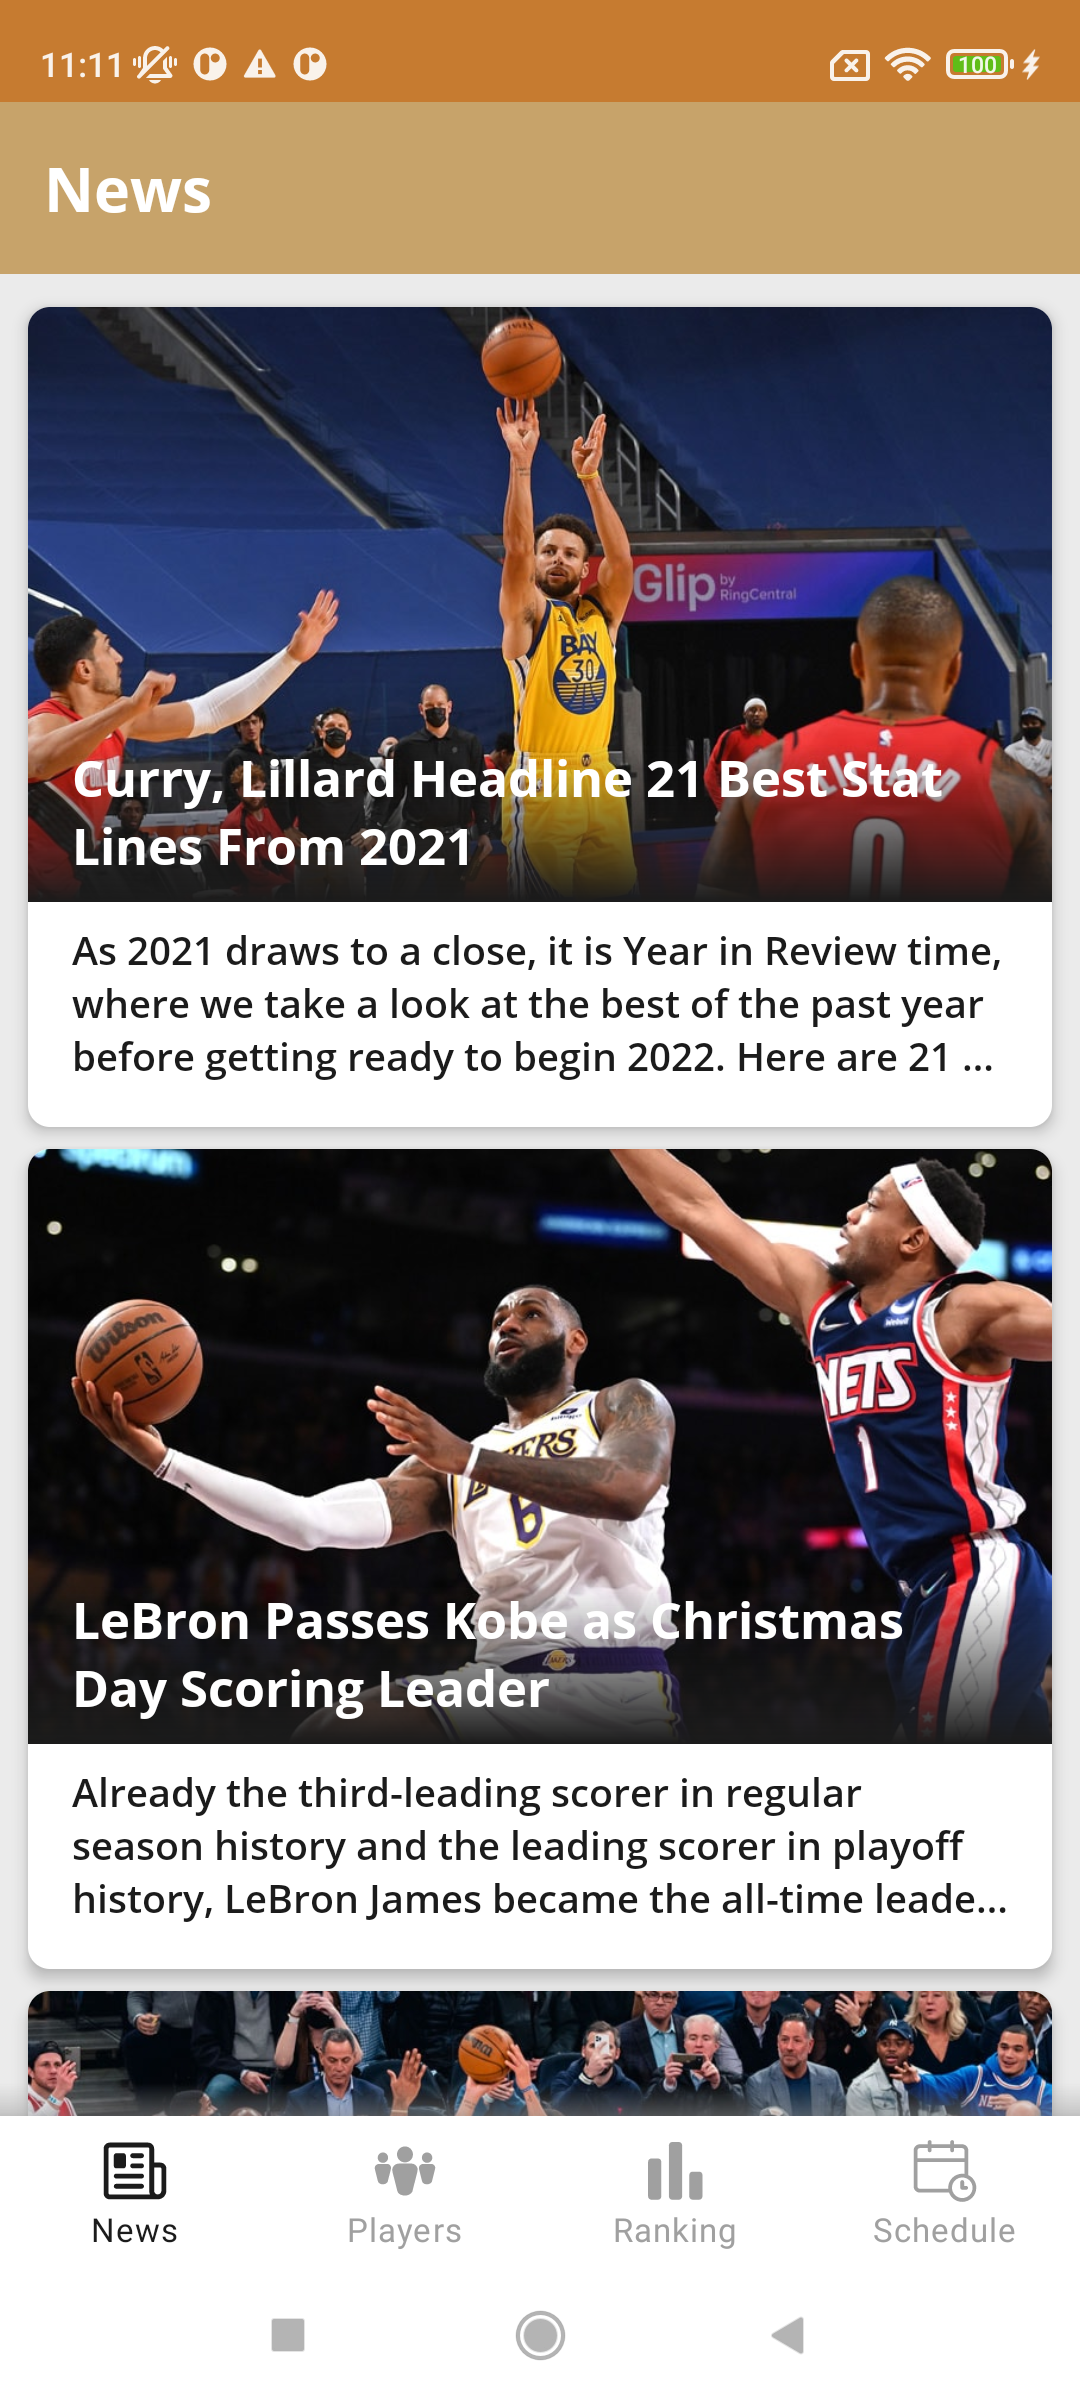 11:11
100
News
Glip by
RingCentral
BAY
30
0
Curry, Lillard Headline 21 Best Stat
Lines From 2021
As 2021 draws to a close, it is Year in Review time,
where we take a look at the best of the past year
before getting ready to begin 2022. Here are 21 ...
Spectrum
Wilson
NETS
1
6
LeBron Passes Kobe as Christmas
Day Scoring Leader
Already the third-leading scorer in regular
season history and the leading scorer in playoff
history, LeBron James became the all-time leade...
News
Players
Ranking
Schedule